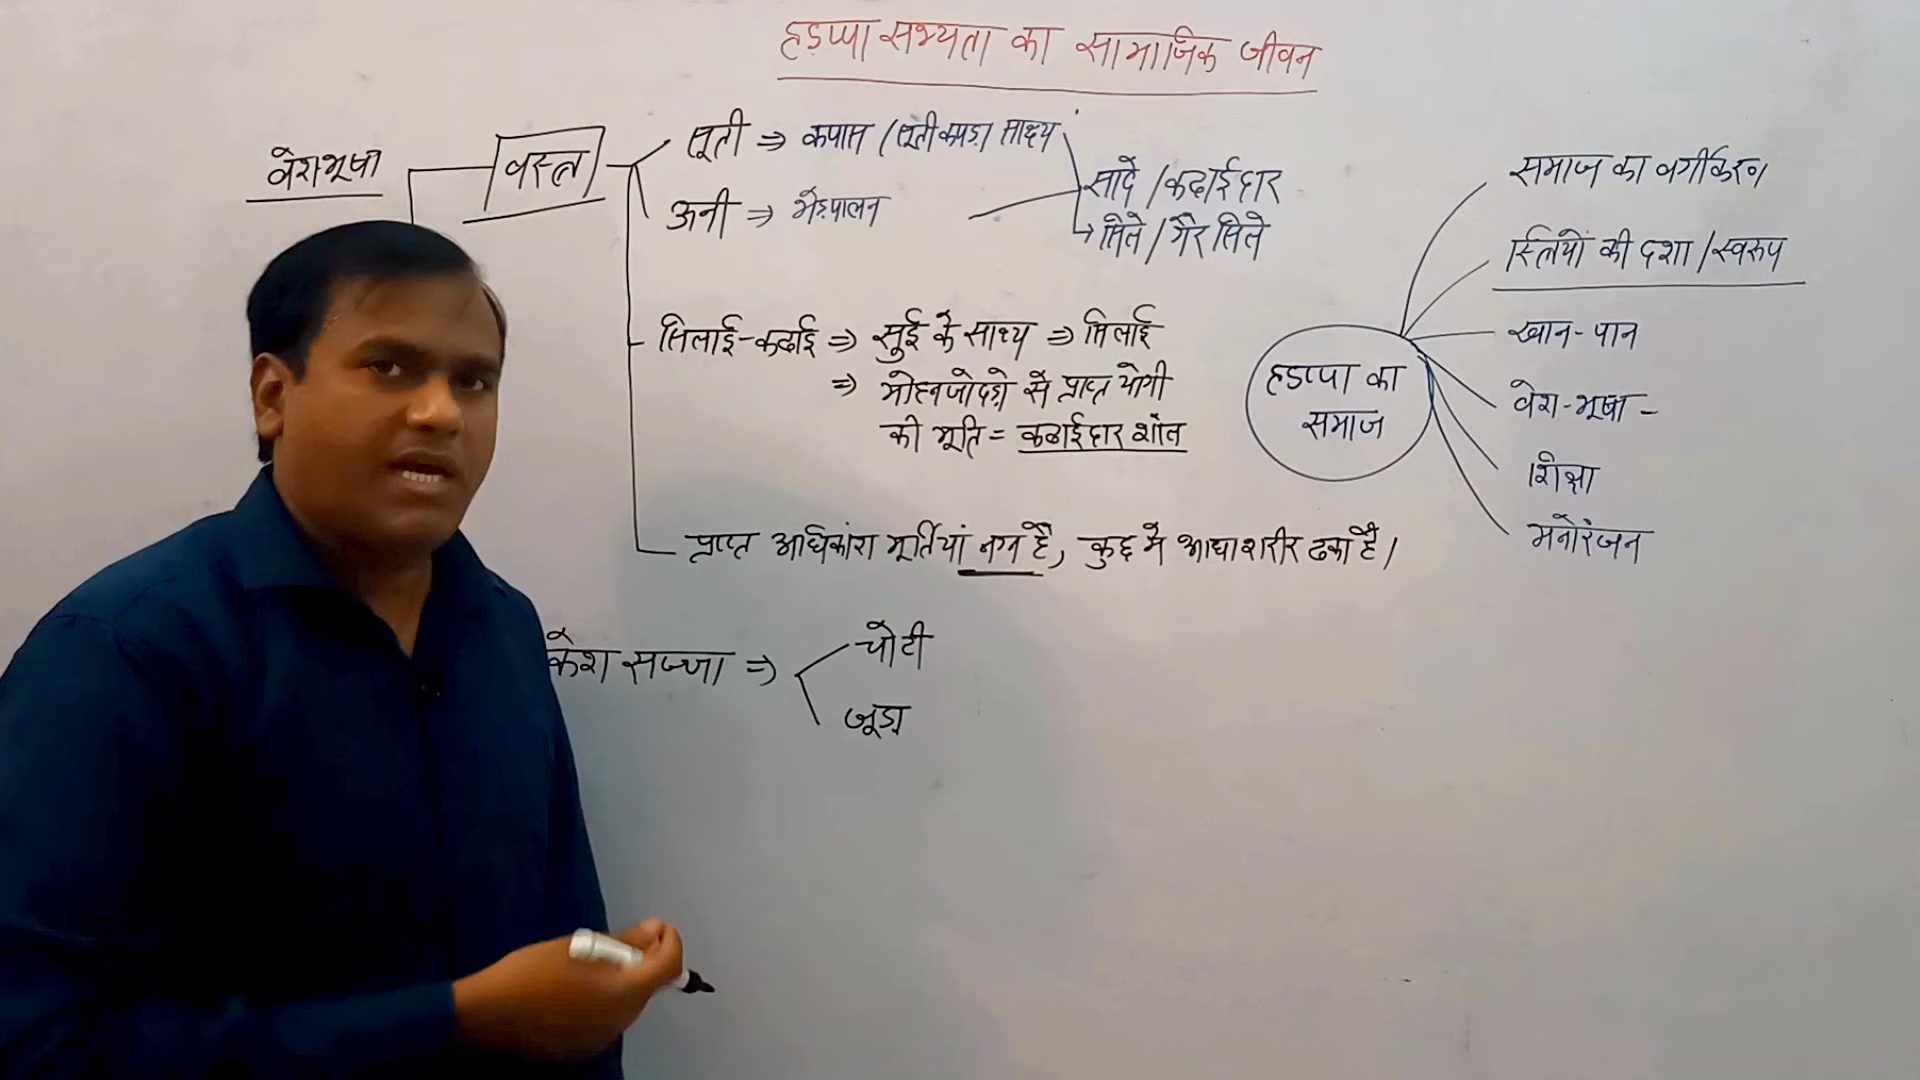 हड़प्पा सभ्यता का सामाजिक जीवन
वेशभूषा
वस्त्र
सूती ⇒ कपास / सूती कपड़ा साक्ष्य
ऊनी ⇒ भेड़पालन
सादे / कढ़ाईदार
→ सिले / गैर सिले
सिलाई-कढ़ाई ⇒ सुई के साक्ष्य ⇒ सिलाई
⇒ मोहनजोदड़ो से प्राप्त योगी
की मूर्ति = कढ़ाईदार शॉल
प्राप्त अधिकांश मूर्तियां नग्न हैं, कुछ में आधा शरीर ढका है।
केश सज्जा ⇒
चोटी
जूड़ा
हड़प्पा का
समाज
समाज का वर्गीकरण
स्त्रियों की दशा / स्वरूप
खान-पान
वेश-भूषा -
शिक्षा
मनोरंजन